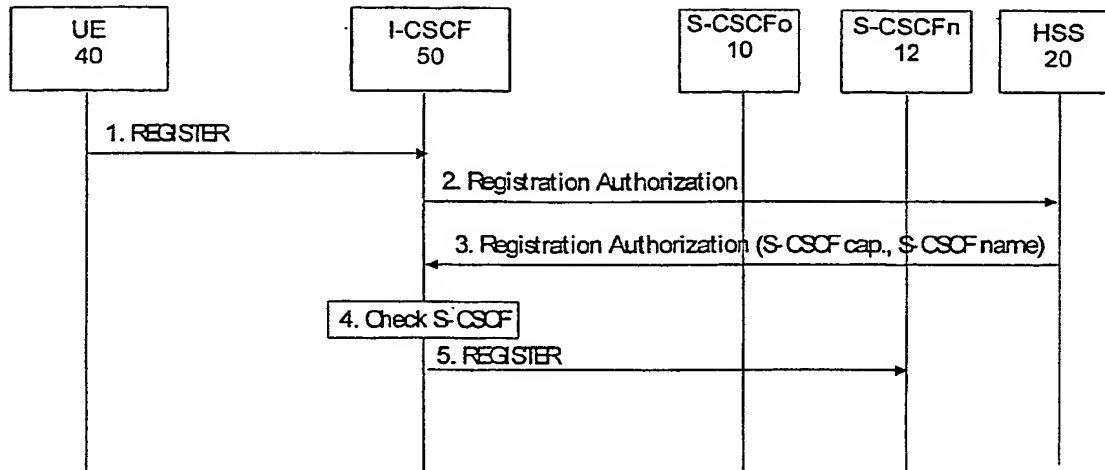 UE
40
I-CSCF
50
S-CSCFo
10
S-CSCFn
12
HSS
20
1. REGISTER
2. Registration Authorization
3. Registration Authorization (S-CSCF cap., S-CSCF name)
4. Check S-CSCF
5. REGISTER